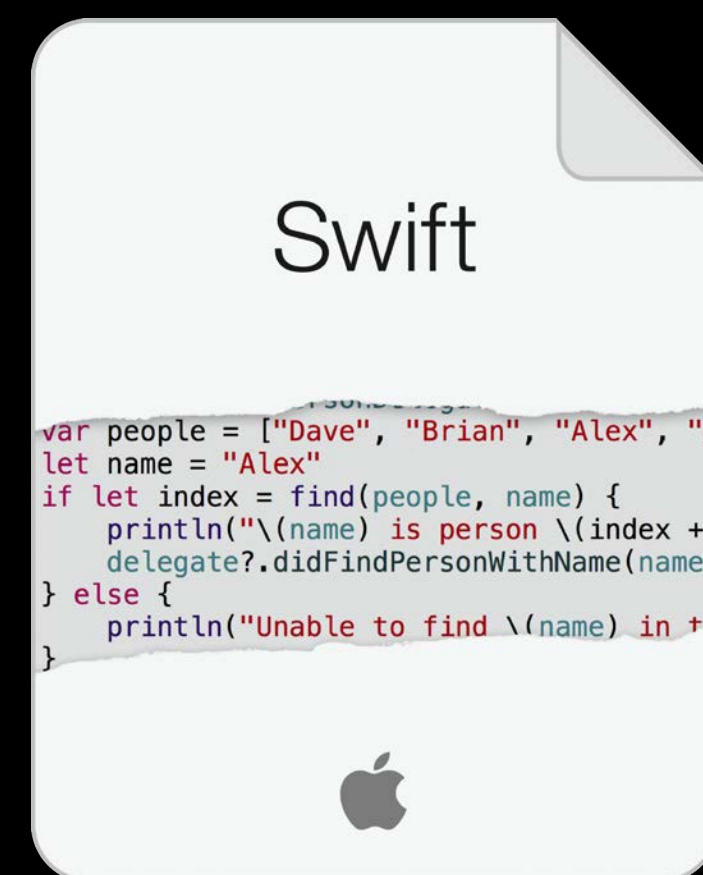 Swift
var people = ["Dave", "Brian", "Alex", "
let name = "Alex"
if let index = find(people, name) {
    println("\(name) is person \(index +
    delegate?.didFindPersonWithName(name
} else {
    println("Unable to find \(name) in t
}